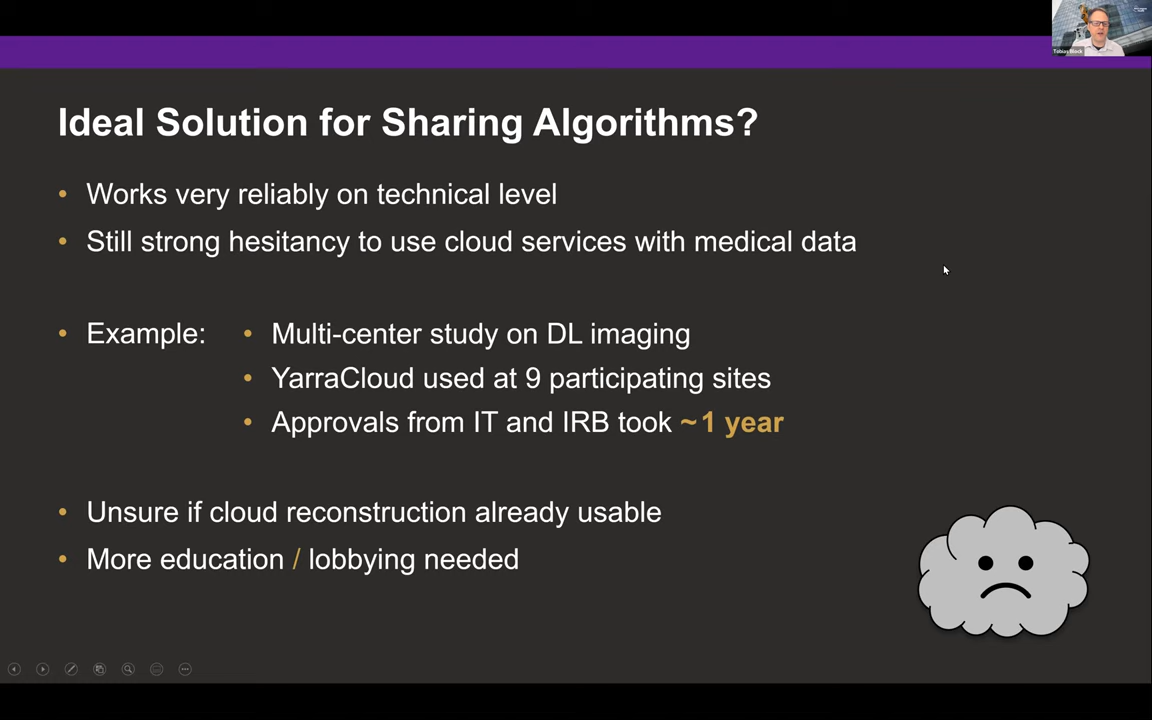 Tobias Block
Ideal Solution for Sharing Algorithms?
• Works very reliably on technical level
• Still strong hesitancy to use cloud services with medical data
• Example: • Multi-center study on DL imaging
• YarraCloud used at 9 participating sites
• Approvals from IT and IRB took ~1 year
• Unsure if cloud reconstruction already usable
• More education / lobbying needed